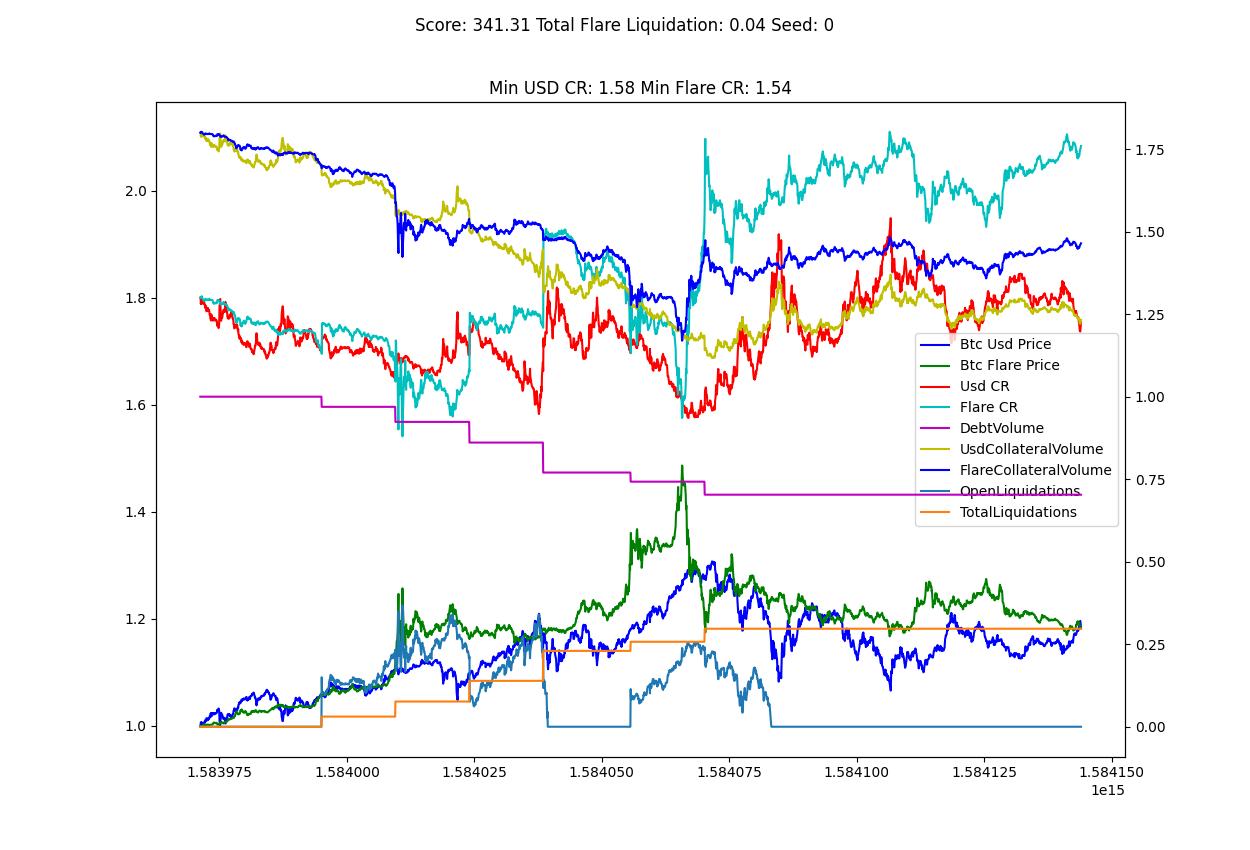 Score: 341.31 Total Flare Liquidation: 0.04 Seed: 0
Min USD CR: 1.58 Min Flare CR: 1.54
2.0
1.8
1.6
1.4
1.2
1.0
1.75
1.50
1.25
1.00
0.75
0.50
0.25
0.00
Btc Usd Price
Btc Flare Price
Usd CR
Flare CR
DebtVolume
UsdCollateralVolume
FlareCollateralVolume
OpenLiquidations
TotalLiquidations
1.583975
1.584000
1.584025
1.584050
1.584075
1.584100
1.584125
1.584150
1e15